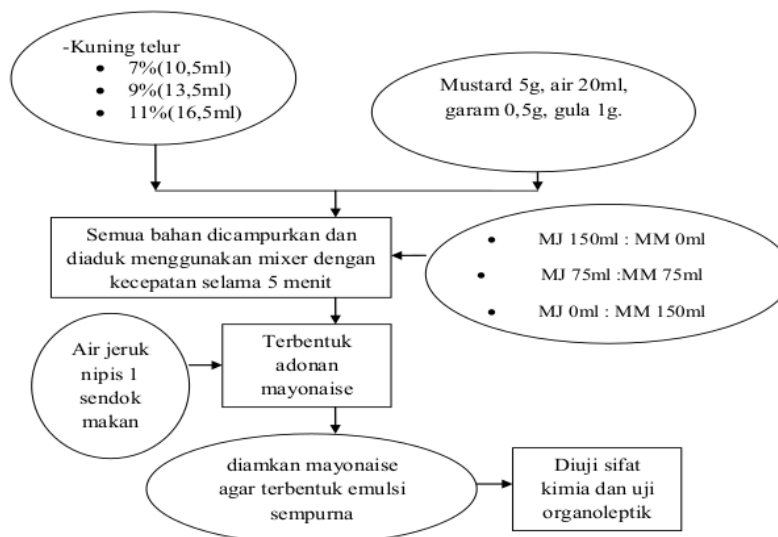 -Kuning telur
• 7%(10,5ml)
• 9%(13,5ml)
• 11%(16,5ml)
Mustard 5g, air 20ml,
garam 0,5g, gula 1g.
Semua bahan dicampurkan dan
diaduk menggunakan mixer dengan
kecepatan selama 5 menit
• MJ 150ml : MM 0ml
• MJ 75ml :MM 75ml
• MJ 0ml : MM 150ml
Air jeruk
nipis 1
sendok
makan
Terbentuk
adonan
mayonaise
diamkan mayonaise
agar terbentuk emulsi
sempurna
Diuji sifat
kimia dan uji
organoleptik